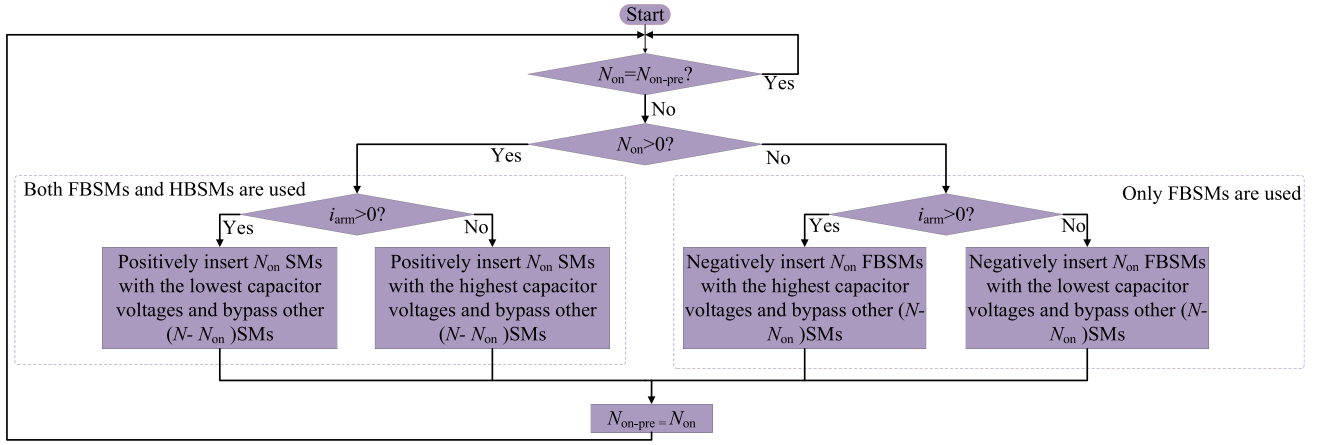 Start
Non=Non-pre?
Yes
No
Non>0?
Yes
No
Both FBSMs and HBSMs are used
Only FBSMs are used
iarm>0?
Yes
No
iarm>0?
Yes
No
Positively insert Non SMs
with the lowest capacitor
voltages and bypass other
(N- Non )SMs
Positively insert Non SMs
with the highest capacitor
voltages and bypass other
(N- Non )SMs
Negatively insert Non FBSMs
with the highest capacitor
voltages and bypass other (N-
Non )SMs
Negatively insert Non FBSMs
with the lowest capacitor
voltages and bypass other (N-
Non )SMs
Non-pre = Non